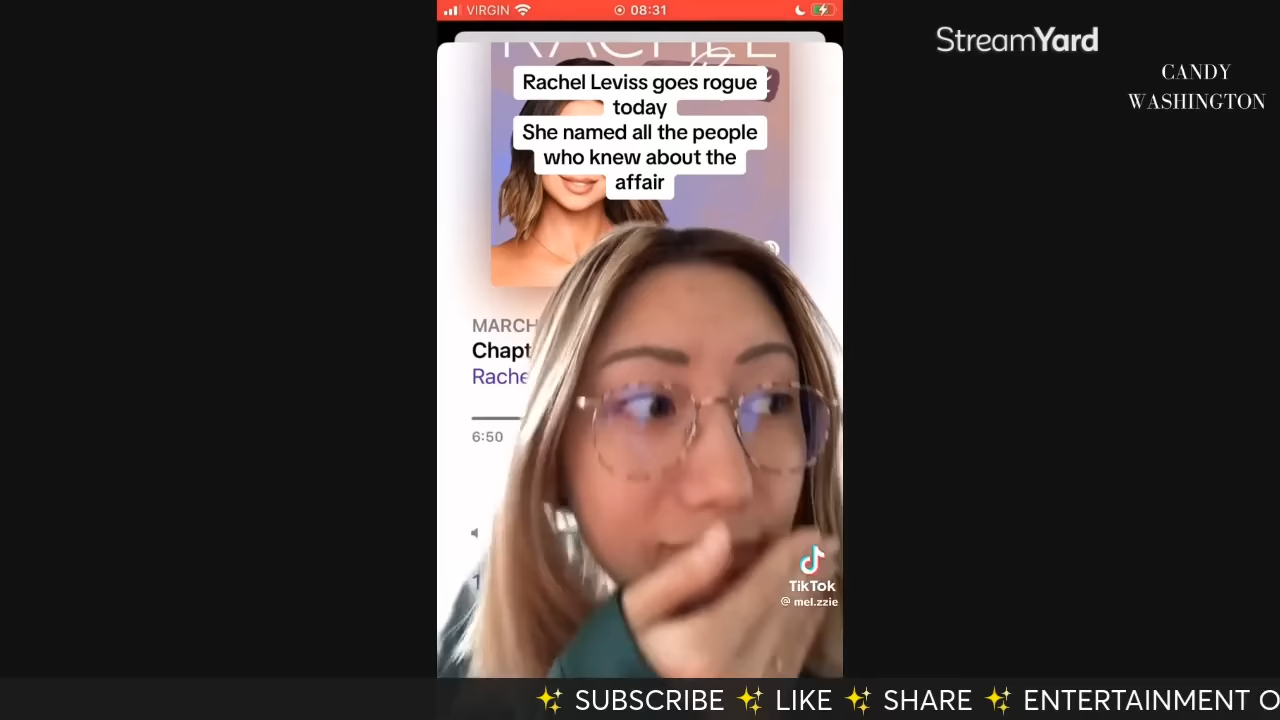 VIRGIN
08:31
StreamYard
CANDY
WASHINGTON
RACHEL
Rachel Leviss goes rogue
today
She named all the people
who knew about the
affair
MARCH
Chapt
Rache
6:50
TikTok
@ mel.zzie
✨ SUBSCRIBE ✨ LIKE ✨ SHARE ✨ ENTERTAINMENT O